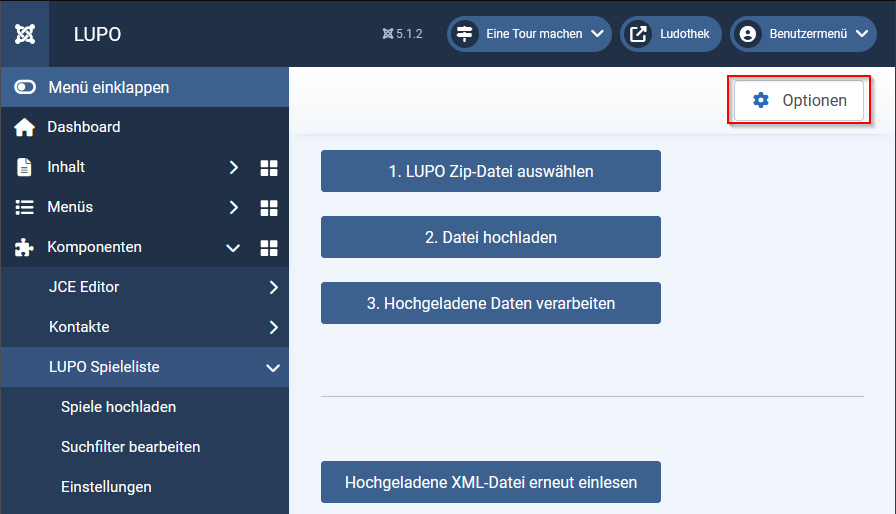 LUPO
5.1.2
Eine Tour machen
Ludothek
Benutzermenü
Menü einklappen
Optionen
Dashboard
Inhalt
Menüs
Komponenten
JCE Editor
Kontakte
LUPO Spieleliste
Spiele hochladen
Suchfilter bearbeiten
Einstellungen
1. LUPO Zip-Datei auswählen
2. Datei hochladen
3. Hochgeladene Daten verarbeiten
Hochgeladene XML-Datei erneut einlesen